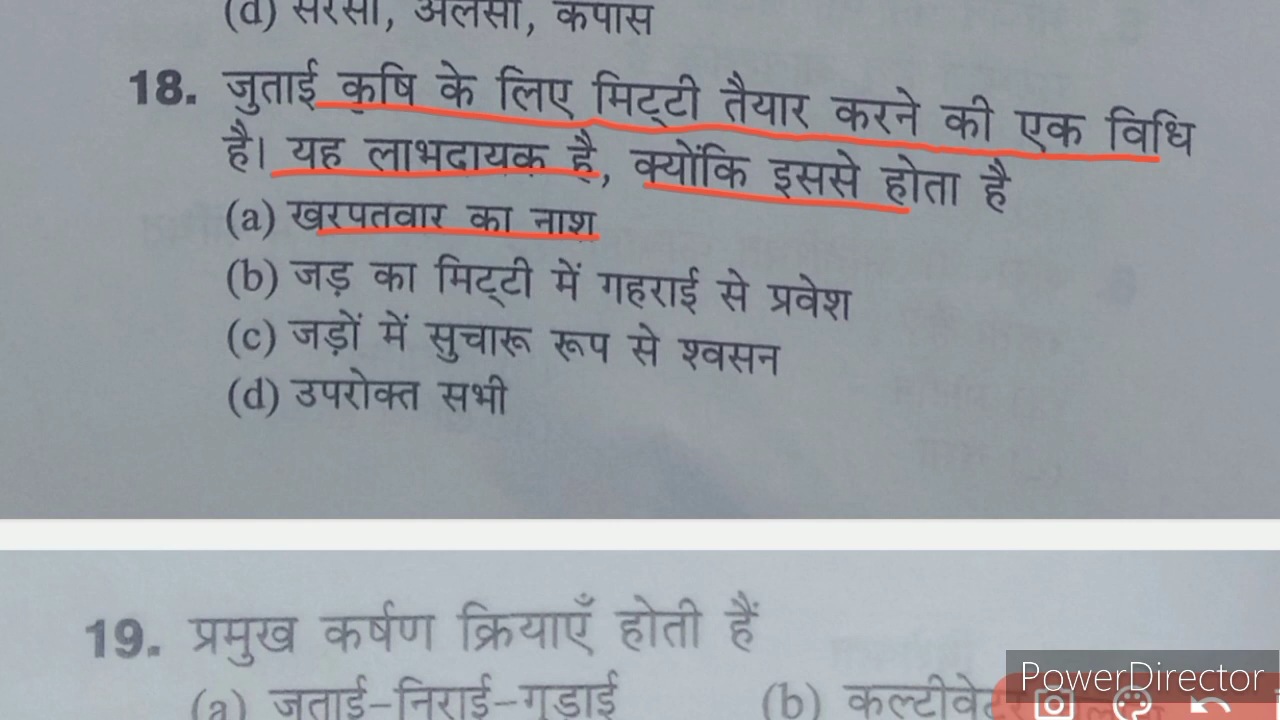 (d) सरसों, अलसी, कपास
18. जुताई कृषि के लिए मिट्टी तैयार करने की एक विधि
है। यह लाभदायक है, क्योंकि इससे होता है
(a) खरपतवार का नाश
(b) जड़ का मिट्टी में गहराई से प्रवेश
(c) जड़ों में सुचारू रूप से श्वसन
(d) उपरोक्त सभी
19. प्रमुख कर्षण क्रियाएँ होती हैं
(a) जुताई-निराई-गुड़ाई (b)
PowerDirector